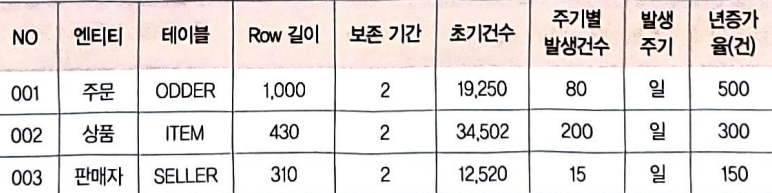 NO 엔티티 테이블 Row 길이 보존 기간 초기건수 주기별 발생건수 발생 주기 년증가율(건)
001 주문 ODDER 1,000 2 19,250 80 일 500
002 상품 ITEM 430 2 34,502 200 일 300
003 판매자 SELLER 310 2 12,520 15 일 150